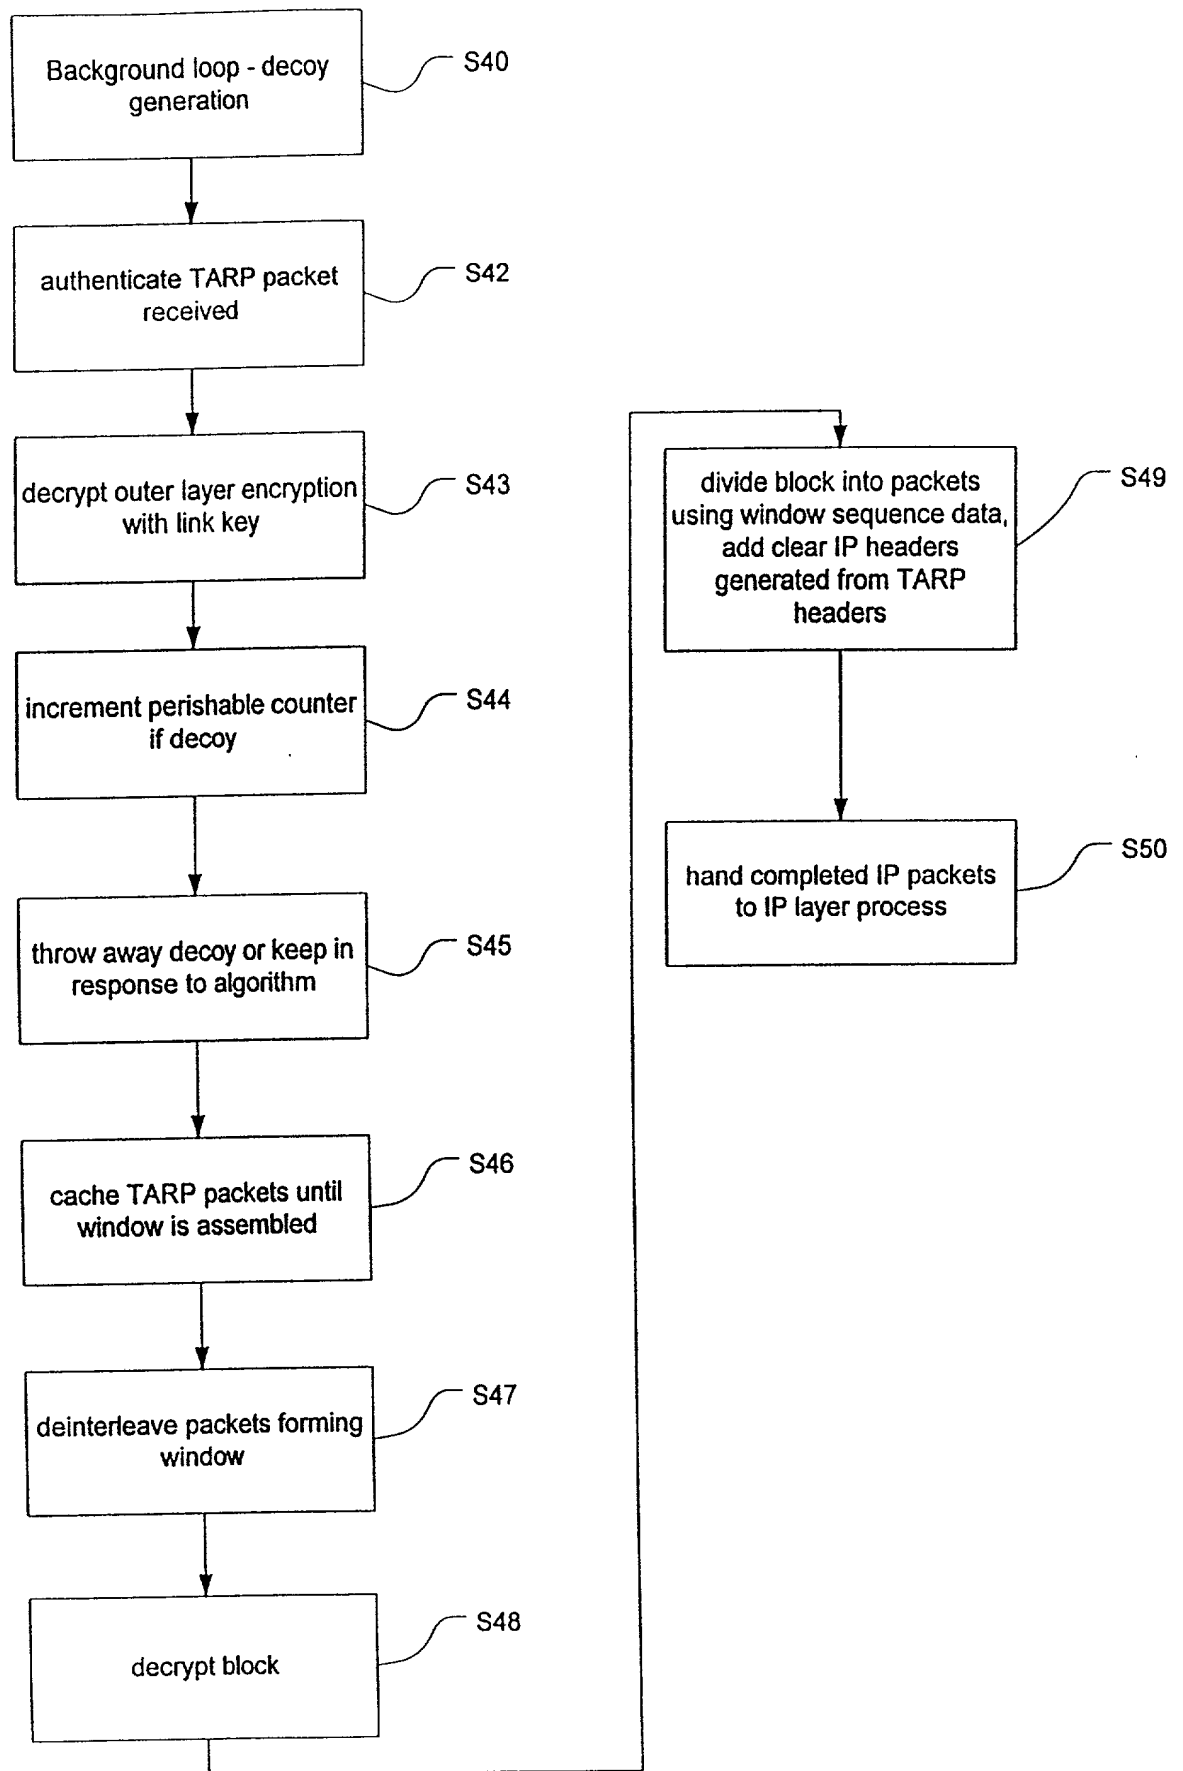 Background loop - decoy
generation
S40
authenticate TARP packet
received
S42
decrypt outer layer encryption
with link key
S43
increment perishable counter
if decoy
S44
throw away decoy or keep in
response to algorithm
S45
cache TARP packets until
window is assembled
S46
deinterleave packets forming
window
S47
decrypt block
S48
divide block into packets
using window sequence data,
add clear IP headers
generated from TARP
headers
S49
hand completed IP packets
to IP layer process
S50